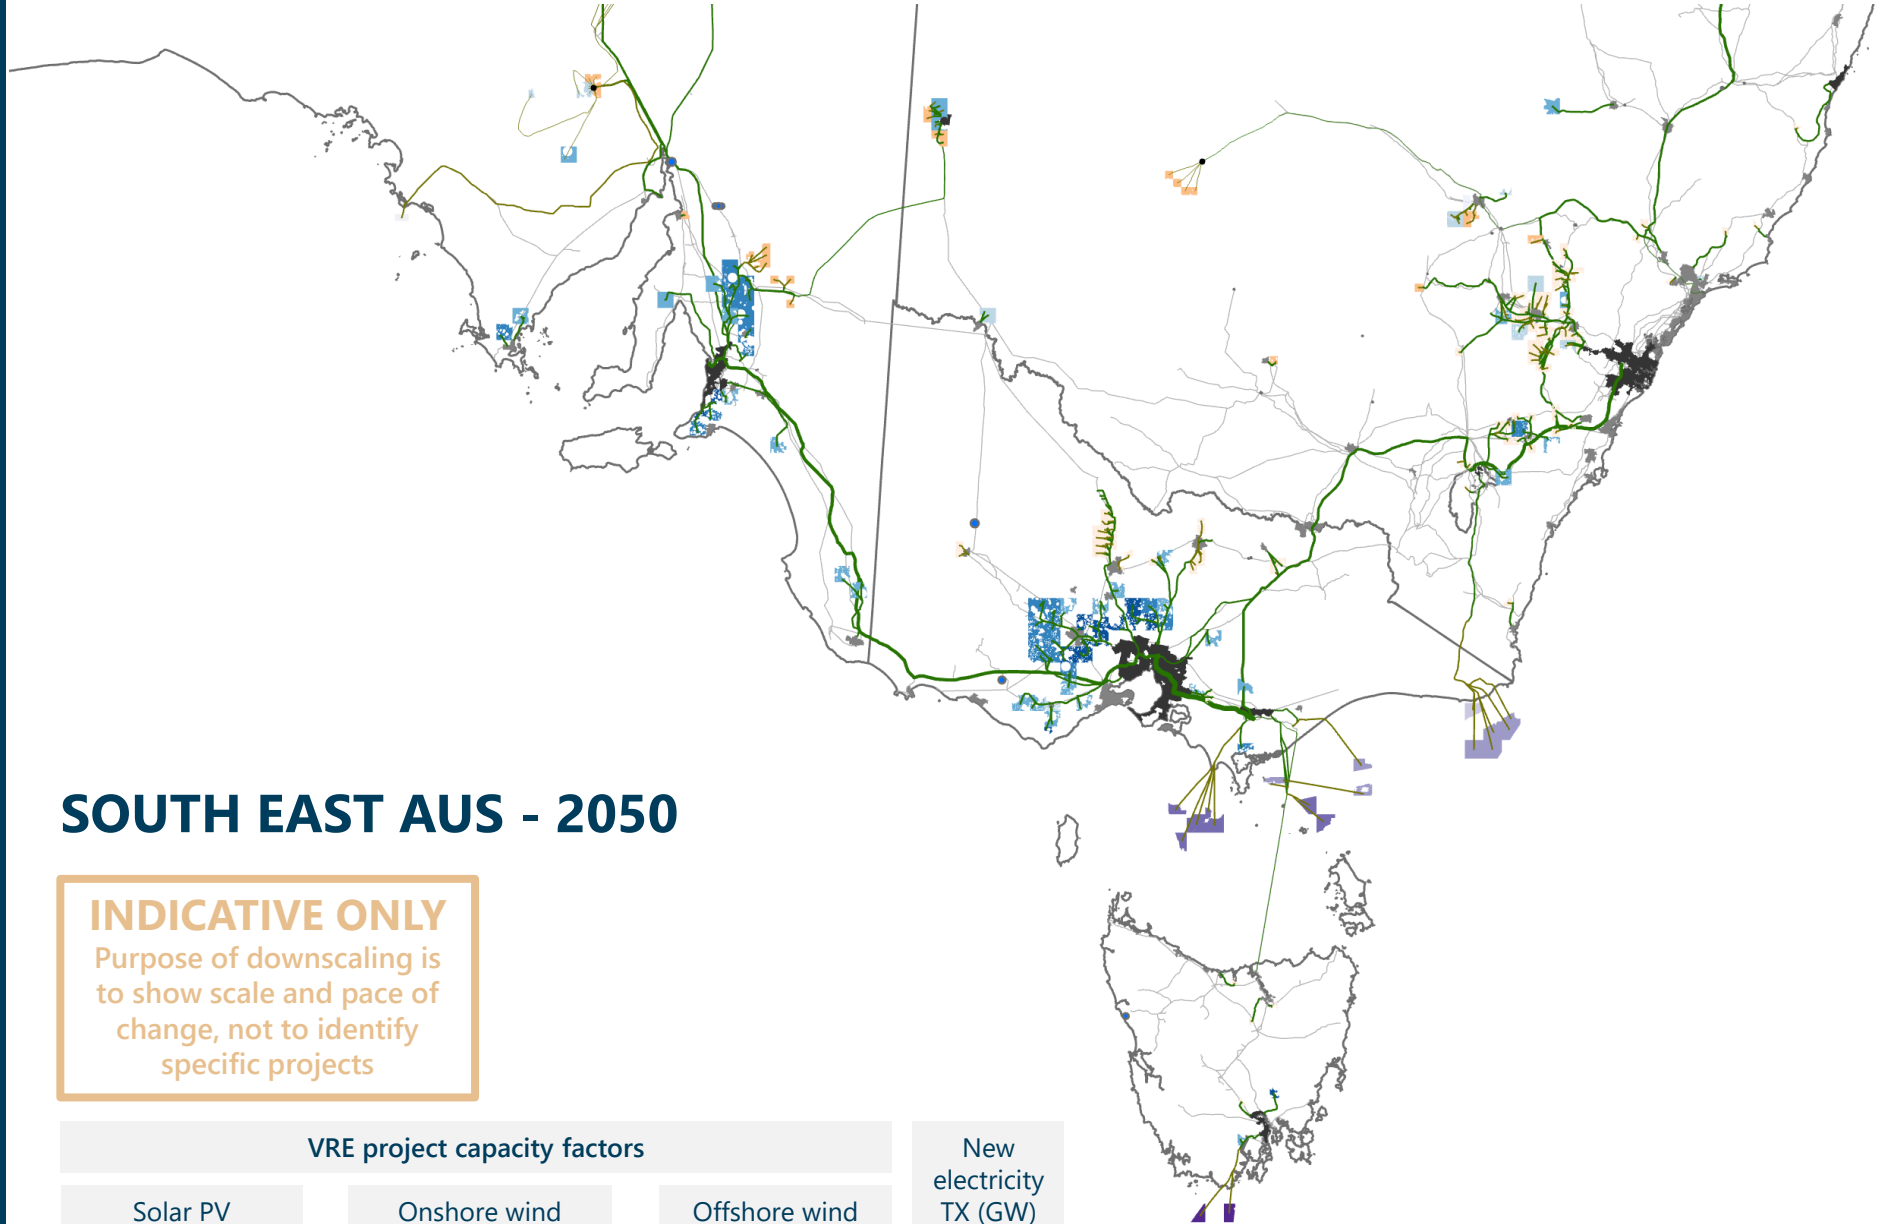 SOUTH EAST AUS - 2050
INDICATIVE ONLY
Purpose of downscaling is
to show scale and pace of
change, not to identify
specific projects
VRE project capacity factors
New
electricity
TX (GW)
Solar PV
Onshore wind
Offshore wind